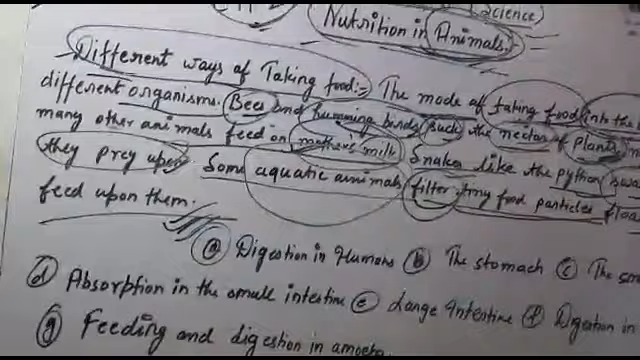 Science)
Nutrition in Animals,
Different ways of Taking food:- The mode of taking food into the
different organisms. Bees and humming birds suck the nectar of plants,
many other animals feed on mother's milk Snakes like the python
they prey upon Some aquatic animals filter tiny food particles
feed upon them.
(a) Digestion in Humans (b) The stomach (c) The
(d) Absorption in the small intestine (e) Large Intestine (f) Digestion in
(g) Feeding and digestion in amoeba.